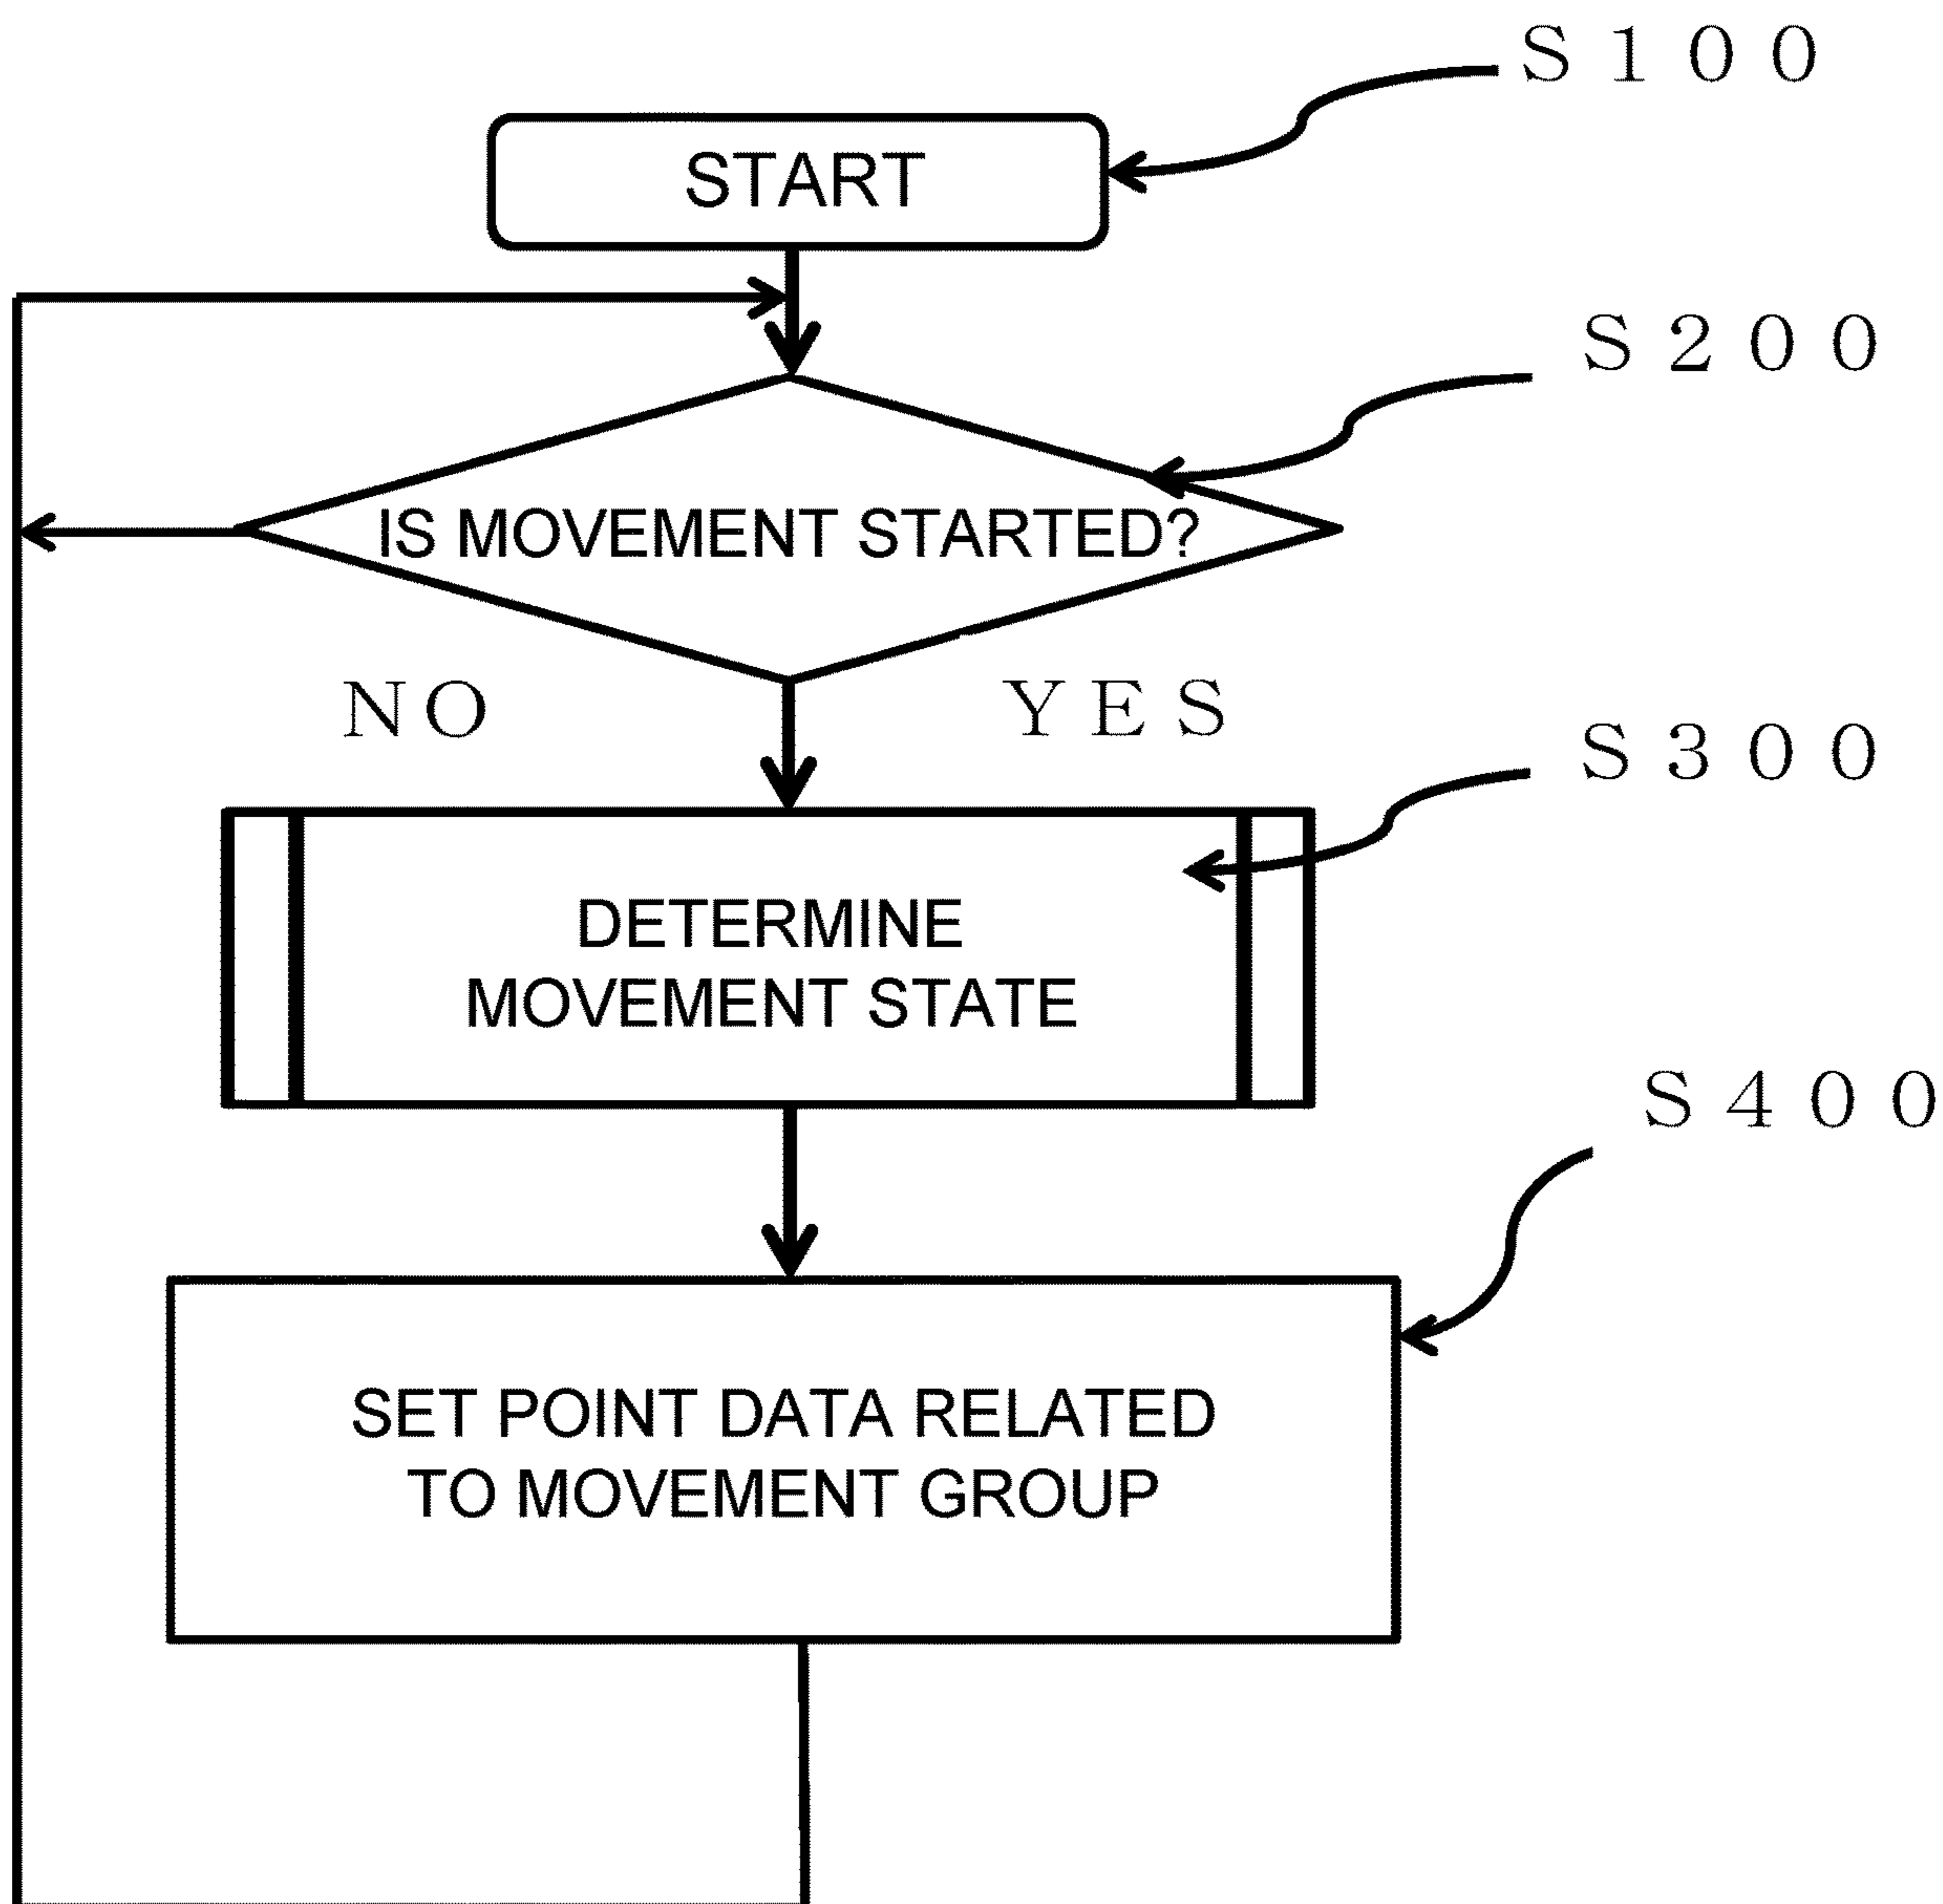 S100
START
S200
IS MOVEMENT STARTED?
NO
YES
S300
DETERMINE
MOVEMENT STATE
S400
SET POINT DATA RELATED
TO MOVEMENT GROUP